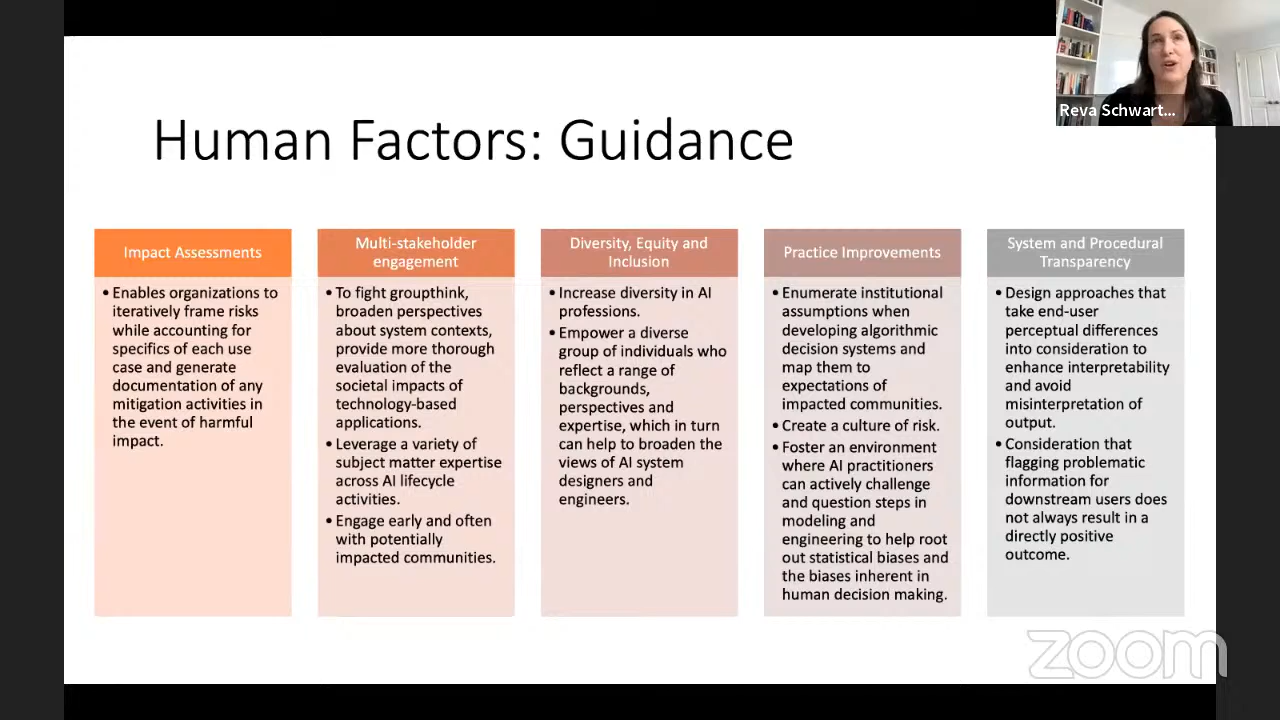 Reva Schwart...
Human Factors: Guidance
Impact Assessments
• Enables organizations to
iteratively frame risks
while accounting for
specifics of each use
case and generate
documentation of any
mitigation activities in
the event of harmful
impact.
Multi-stakeholder
engagement
• To fight groupthink,
broaden perspectives
about system contexts,
provide more thorough
evaluation of the
societal impacts of
technology-based
applications.
• Leverage a variety of
subject matter expertise
across AI lifecycle
activities.
• Engage early and often
with potentially
impacted communities.
Diversity, Equity and
Inclusion
• Increase diversity in AI
professions.
• Empower a diverse
group of individuals who
reflect a range of
backgrounds,
perspectives and
expertise, which in turn
can help to broaden the
views of AI system
designers and
engineers.
Practice Improvements
• Enumerate institutional
assumptions when
developing algorithmic
decision systems and
map them to
expectations of
impacted communities.
• Create a culture of risk.
• Foster an environment
where AI practitioners
can actively challenge
and question steps in
modeling and
engineering to help root
out statistical biases and
the biases inherent in
human decision making.
System and Procedural
Transparency
• Design approaches that
take end-user
perceptual differences
into consideration to
enhance interpretability
and avoid
misinterpretation of
output.
• Consideration that
flagging problematic
information for
downstream users does
not always result in a
directly positive
outcome.
zoom